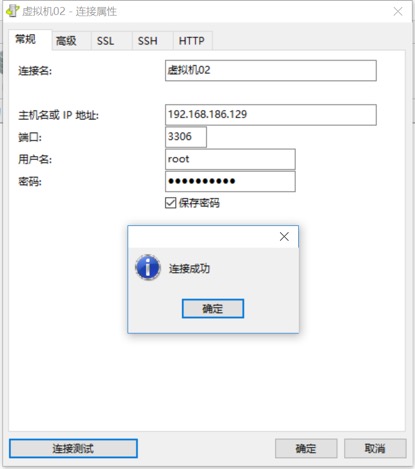 虚拟机02 - 连接属性
常规 高级 SSL SSH HTTP
连接名: 虚拟机02
主机名或 IP 地址: 192.168.186.129
端口: 3306
用户名: root
密码: ●●●●●●●●●●
保存密码
连接成功
确定
连接测试 确定 取消